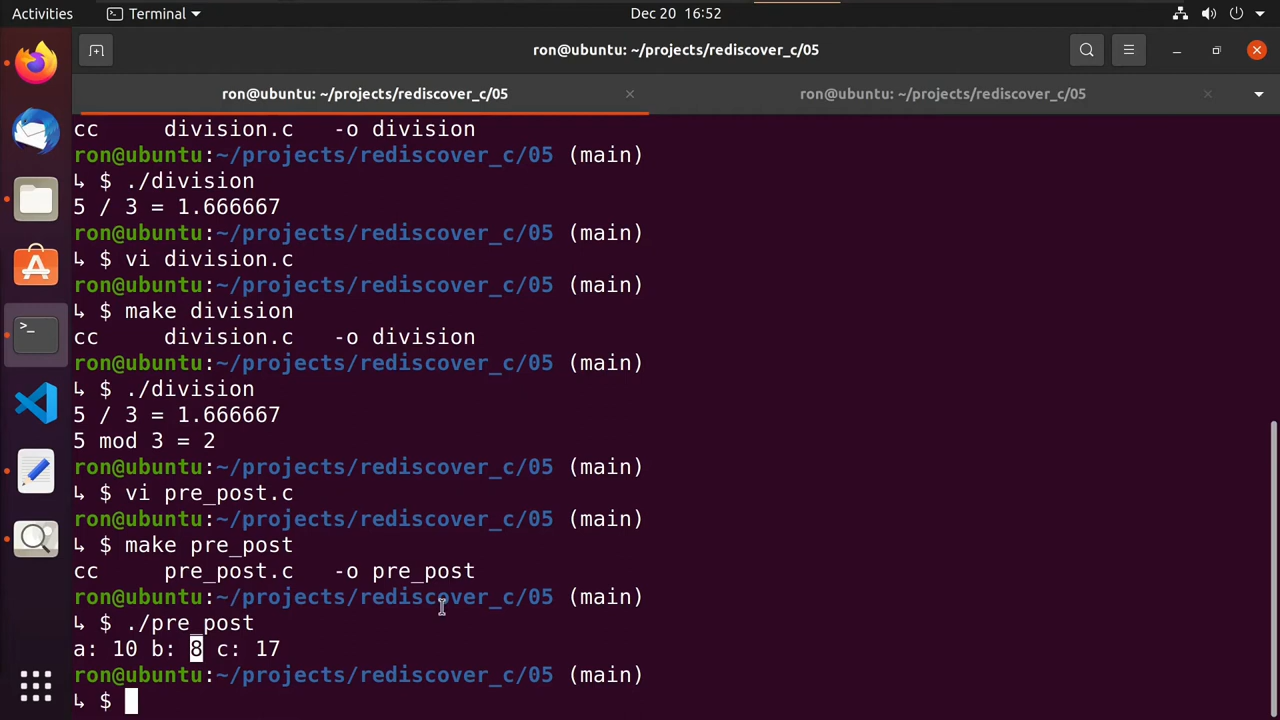 Activities Terminal Dec 20 16:52
ron@ubuntu: ~/projects/rediscover_c/05
ron@ubuntu: ~/projects/rediscover_c/05 ron@ubuntu: ~/projects/rediscover_c/05
cc division.c -o division
ron@ubuntu:~/projects/rediscover_c/05 (main)
↳ $ ./division
5 / 3 = 1.666667
ron@ubuntu:~/projects/rediscover_c/05 (main)
↳ $ vi division.c
ron@ubuntu:~/projects/rediscover_c/05 (main)
↳ $ make division
cc division.c -o division
ron@ubuntu:~/projects/rediscover_c/05 (main)
↳ $ ./division
5 / 3 = 1.666667
5 mod 3 = 2
ron@ubuntu:~/projects/rediscover_c/05 (main)
↳ $ vi pre_post.c
ron@ubuntu:~/projects/rediscover_c/05 (main)
↳ $ make pre_post
cc pre_post.c -o pre_post
ron@ubuntu:~/projects/rediscover_c/05 (main)
↳ $ ./pre_post
a: 10 b: 8 c: 17
ron@ubuntu:~/projects/rediscover_c/05 (main)
↳ $